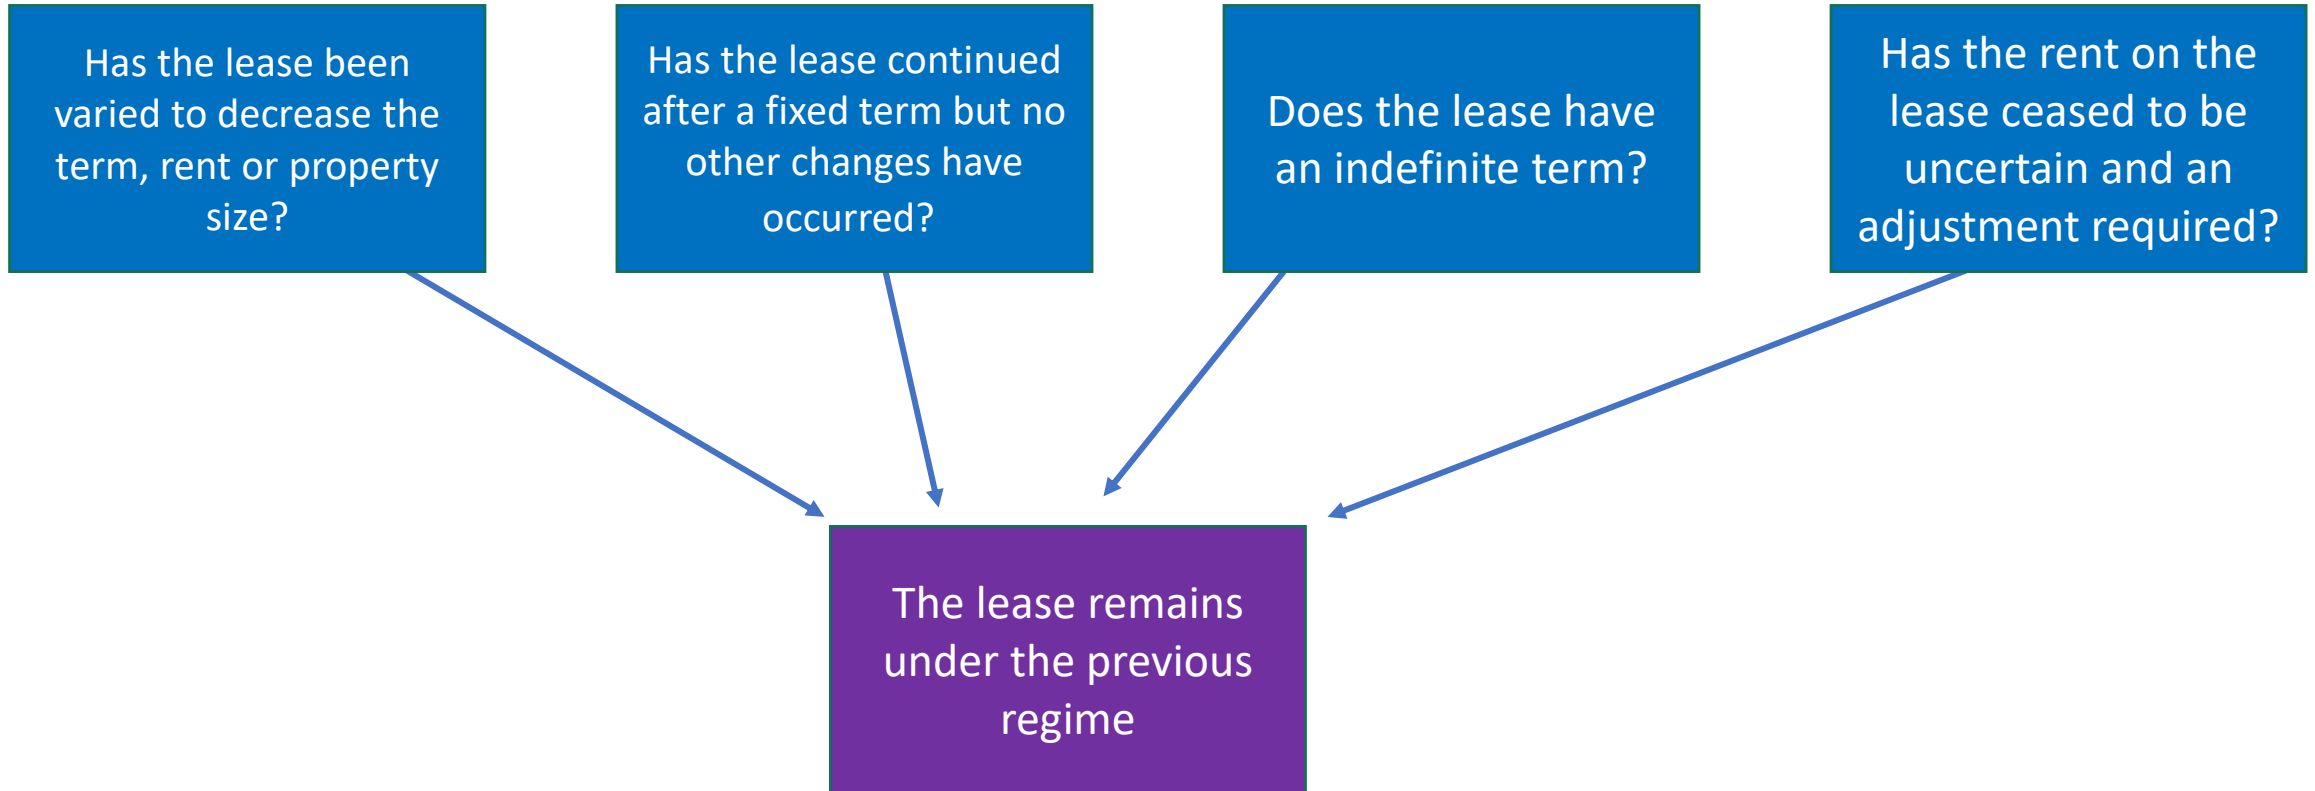 Has the lease been
varied to decrease the
term, rent or property
size?
Has the lease continued
after a fixed term but no
other changes have
occurred?
Does the lease have
an indefinite term?
Has the rent on the
lease ceased to be
uncertain and an
adjustment required?
The lease remains
under the previous
regime